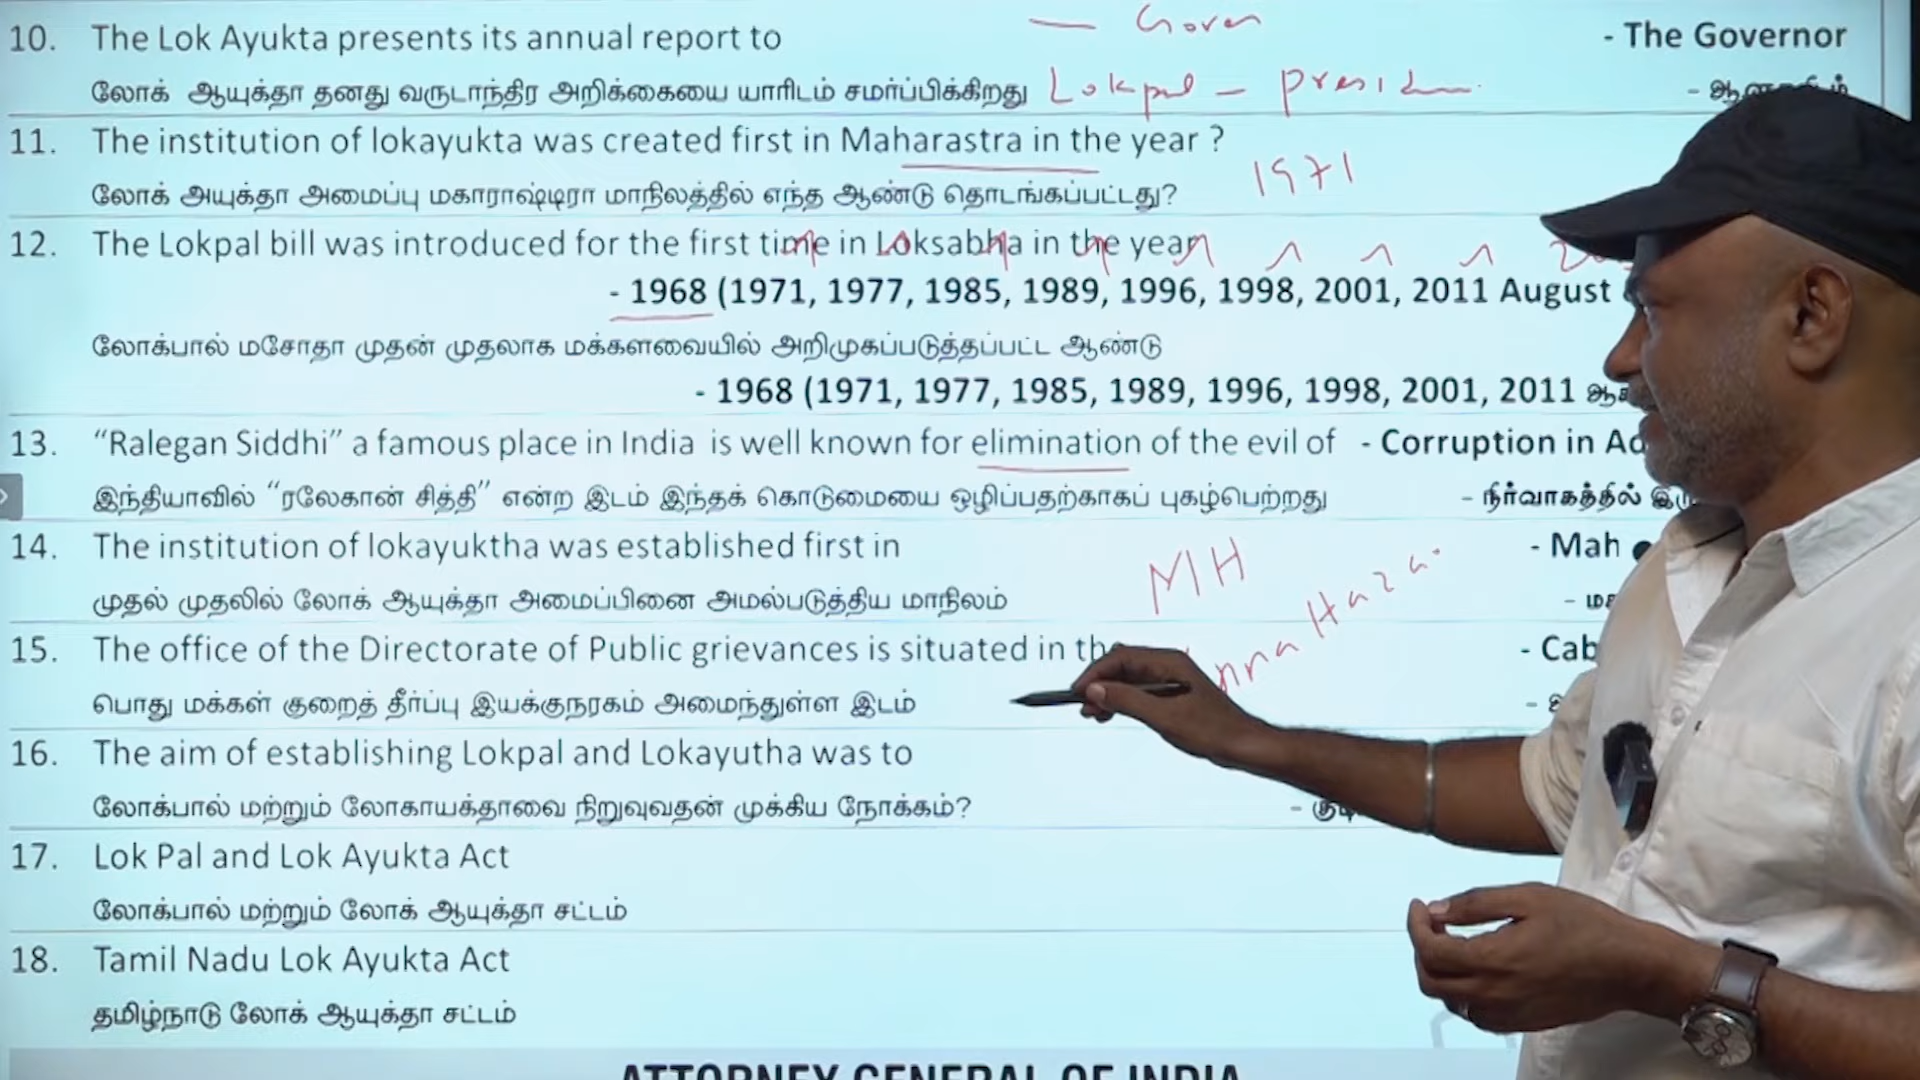 — Gover
10. The Lok Ayukta presents its annual report to - The Governor
லோக் ஆயுக்தா தனது வருடாந்திர அறிக்கையை யாரிடம் சமர்ப்பிக்கிறது Lokpal —
11. The institution of lokayukta was created first in Maharastra in the year ?
1971
லோக் அயுக்தா அமைப்பு மகாராஷ்டிரா மாநிலத்தில் எந்த ஆண்டு தொடங்கப்பட்டது?
12. The Lokpal bill was introduced for the first time in Loksabha in the year
- 1968 (1971, 1977, 1985, 1989, 1996, 1998, 2001, 2011 August
லோக்பால் மசோதா முதன் முதலாக மக்களவையில் அறிமுகப்படுத்தப்பட்ட ஆண்டு
- 1968 (1971, 1977, 1985, 1989, 1996, 1998, 2001, 2011
13. “Ralegan Siddhi” a famous place in India is well known for elimination of the evil of - Corruption in
இந்தியாவில் “ரலேகான் சித்தி” என்ற இடம் இந்தக் கொடுமையை ஒழிப்பதற்காகப் புகழ்பெற்றது - நிர்வாகத்தில்
14. The institution of lokayuktha was established first in - Mah
MH
முதல் முதலில் லோக் ஆயுக்தா அமைப்பினை அமல்படுத்திய மாநிலம்
15. The office of the Directorate of Public grievances is situated in the - Cab
பொது மக்கள் குறைத் தீர்ப்பு இயக்குநரகம் அமைந்துள்ள இடம்
16. The aim of establishing Lokpal and Lokayutha was to
லோக்பால் மற்றும் லோகாயக்தாவை நிறுவுவதன் முக்கிய நோக்கம்?
17. Lok Pal and Lok Ayukta Act
லோக்பால் மற்றும் லோக் ஆயுக்தா சட்டம்
18. Tamil Nadu Lok Ayukta Act
தமிழ்நாடு லோக் ஆயுக்தா சட்டம்
ATTORNEY GENERAL OF INDIA